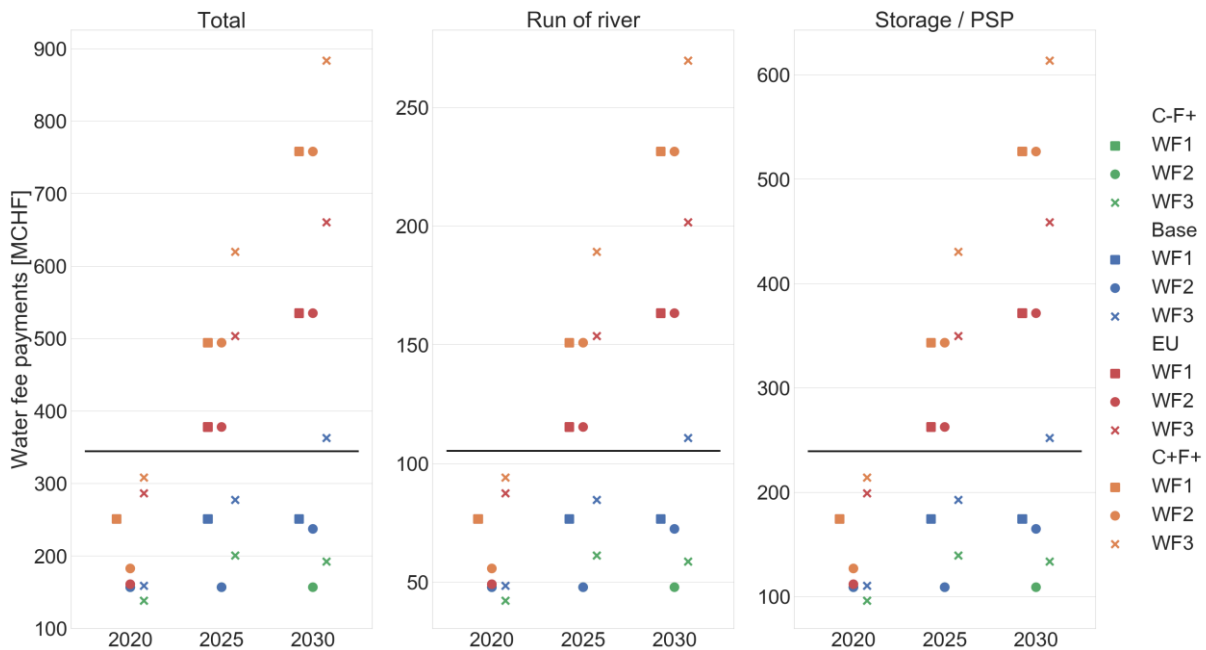 Total
Run of river
Storage / PSP
Water fee payments [MCHF]
900
800
700
600
500
400
300
200
100
2020
2025
2030
250
200
150
100
50
2020
2025
2030
600
500
400
300
200
100
2020
2025
2030
C-F+
WF1
WF2
WF3
Base
WF1
WF2
WF3
EU
WF1
WF2
WF3
C+F+
WF1
WF2
WF3